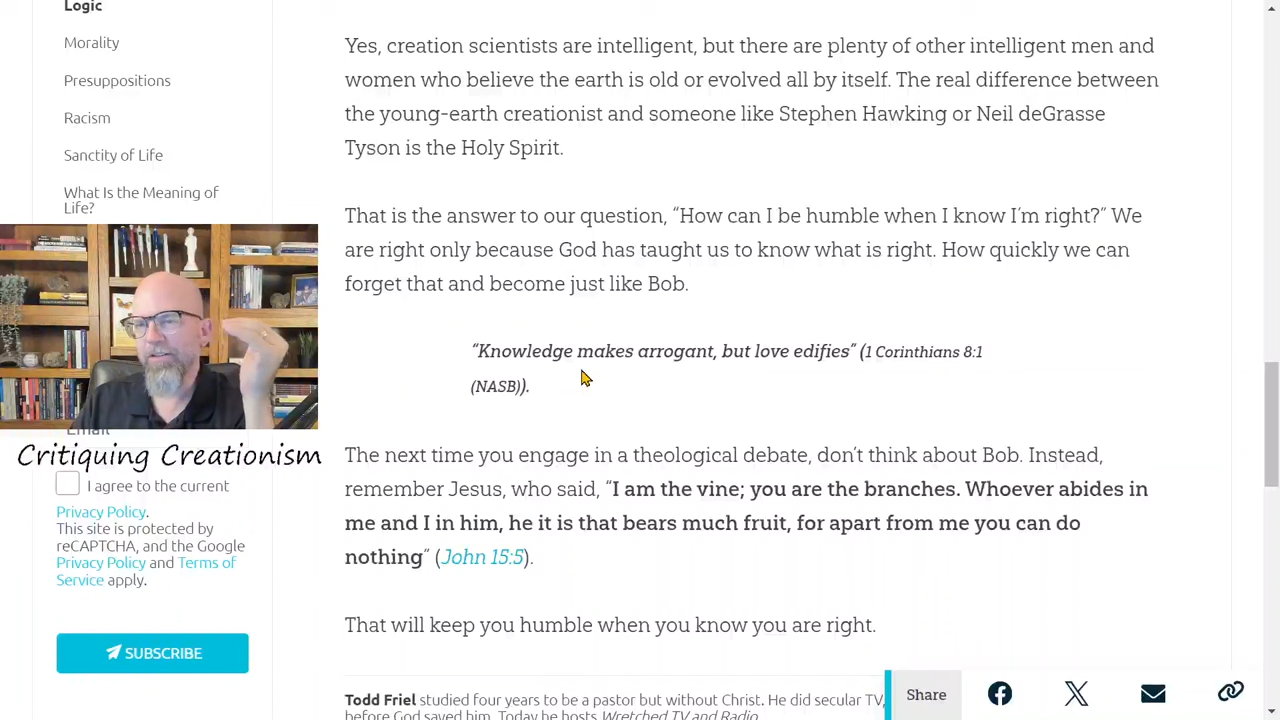 Logic
Morality
Presuppositions
Racism
Sanctity of Life
What Is the Meaning of
Life?
Critiquing Creationism
I agree to the current
Privacy Policy.
This site is protected by
reCAPTCHA, and the Google
Privacy Policy and Terms of
Service apply.
SUBSCRIBE
Yes, creation scientists are intelligent, but there are plenty of other intelligent men and
women who believe the earth is old or evolved all by itself. The real difference between
the young-earth creationist and someone like Stephen Hawking or Neil deGrasse
Tyson is the Holy Spirit.
That is the answer to our question, “How can I be humble when I know I’m right?” We
are right only because God has taught us to know what is right. How quickly we can
forget that and become just like Bob.
“Knowledge makes arrogant, but love edifies” (1 Corinthians 8:1
(NASB)).
The next time you engage in a theological debate, don’t think about Bob. Instead,
remember Jesus, who said, “I am the vine; you are the branches. Whoever abides in
me and I in him, he it is that bears much fruit, for apart from me you can do
nothing” (John 15:5).
That will keep you humble when you know you are right.
Todd Friel studied four years to be a pastor but without Christ. He did secular TV,
before God saved him. Today he hosts Wretched TV and Radio.
Share